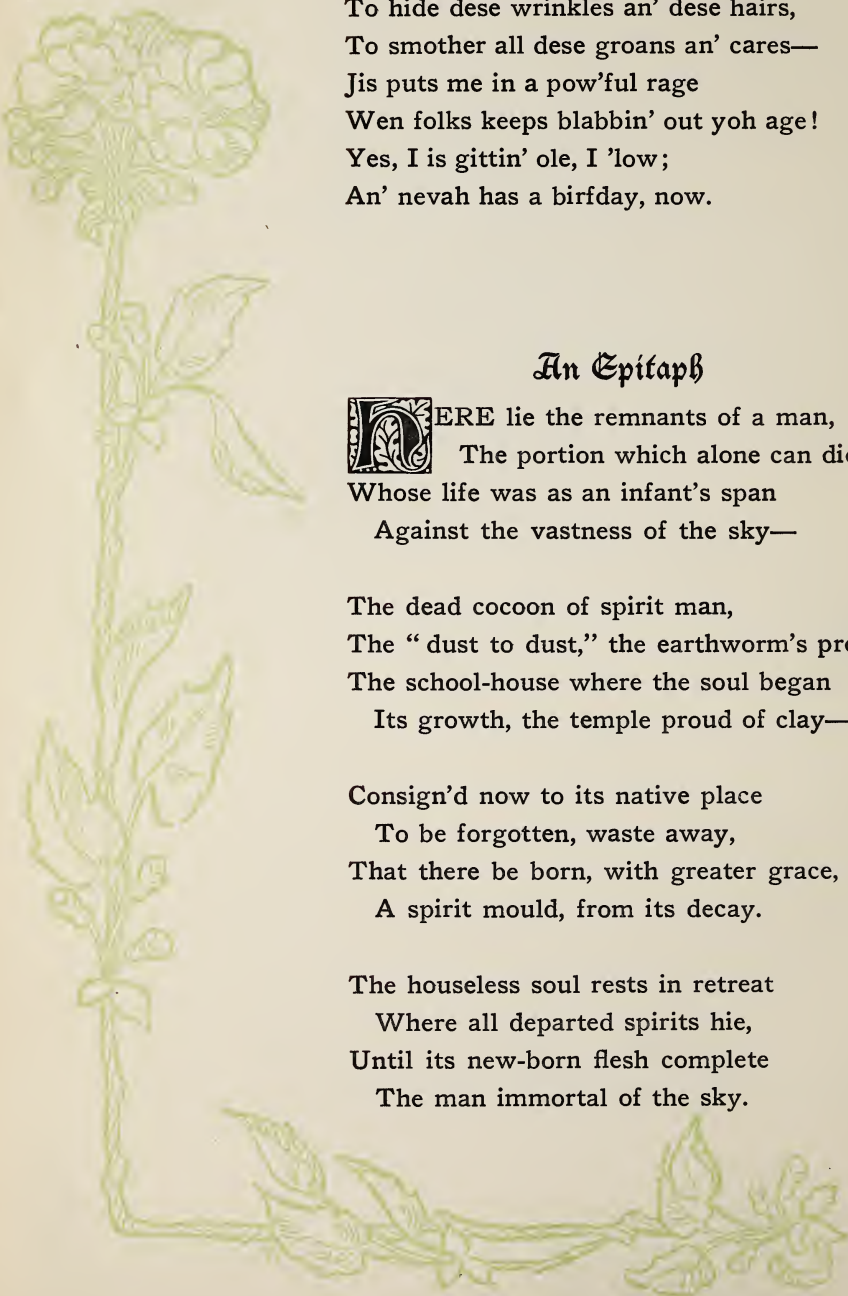 To hide dese wrinkles an' dese hairs,
To smother all dese groans an' cares—
Jis puts me in a pow'ful rage
Wen folks keeps blabbin' out yoh age!
Yes, I is gittin' ole, I 'low;
An' nevah has a birfday, now.

An Epitaph

HERE lie the remnants of a man,
The portion which alone can
Whose life was as an infant's span
Against the vastness of the sky—

The dead cocoon of spirit man,
The “ dust to dust,” the earthworm's
The school-house where the soul began
Its growth, the temple proud of clay—

Consign'd now to its native place
To be forgotten, waste away,
That there be born, with greater grace,
A spirit mould, from its decay.

The houseless soul rests in retreat
Where all departed spirits hie,
Until its new-born flesh complete
The man immortal of the sky.